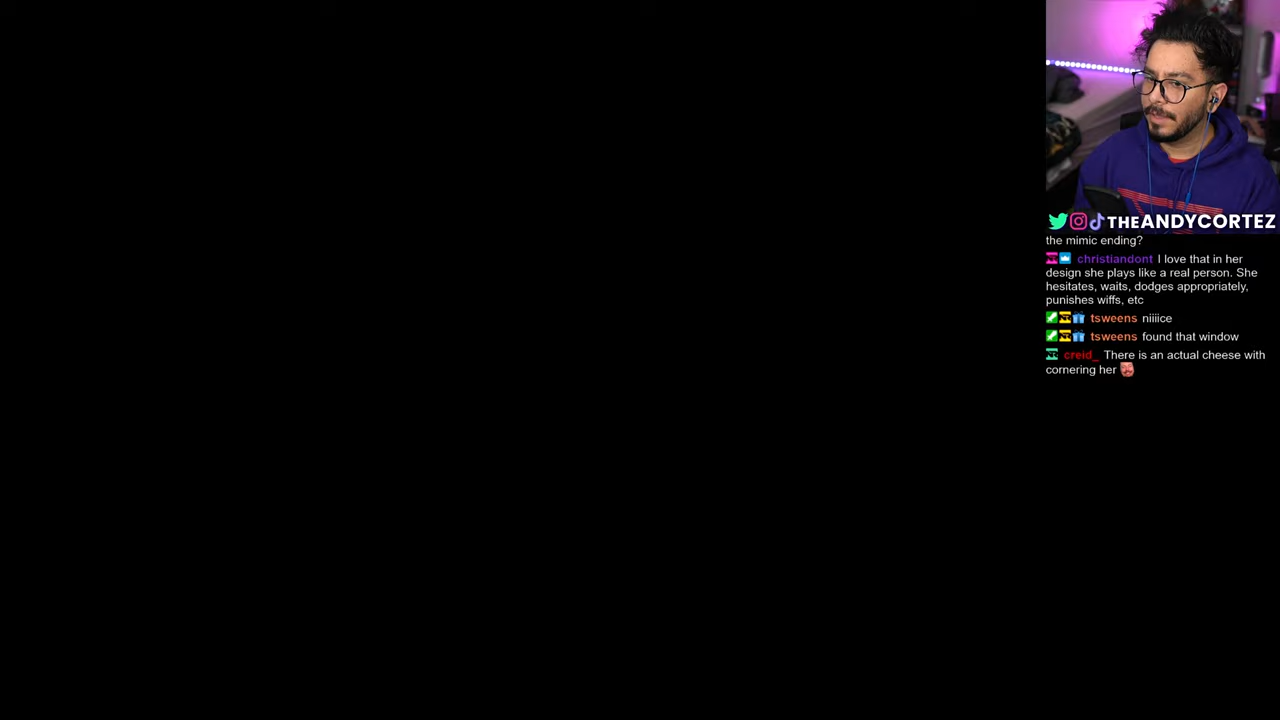 THEANDYCORTEZ
the mimic ending?
christiandont I love that in her
design she plays like a real person. She
hesitates, waits, dodges appropriately,
punishes wiffs, etc
tsweens niiiice
tsweens found that window
creid_ There is an actual cheese with
cornering her